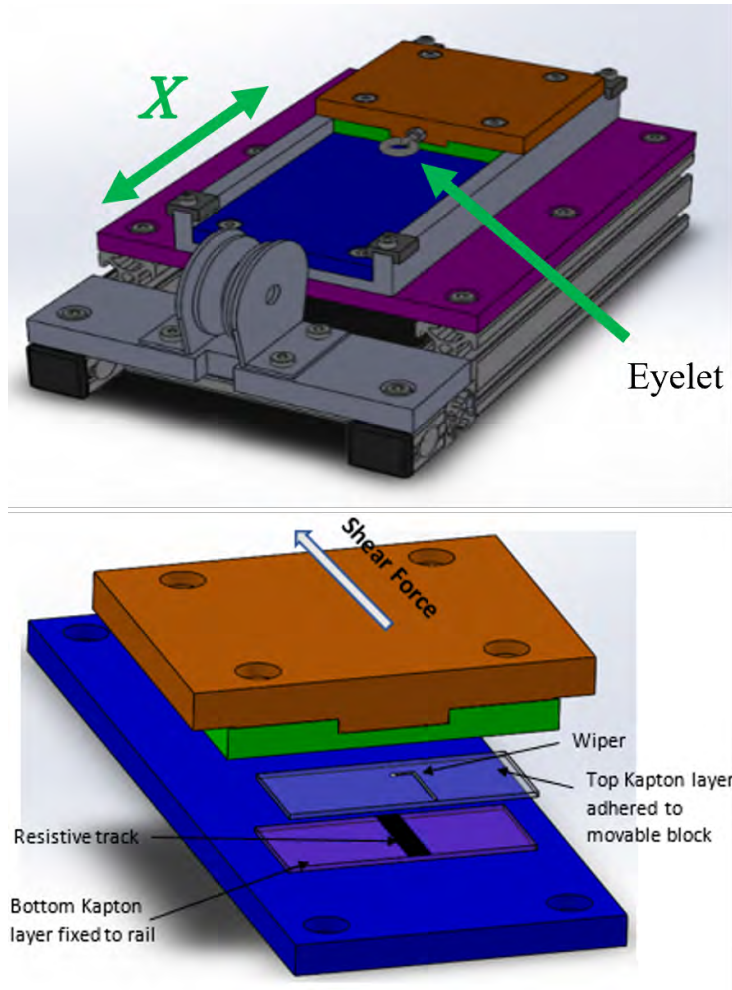 X
Eyelet
Shear Force
Wiper
Top Kapton layer
adhered to
movable block
Resistive track
Bottom Kapton
layer fixed to rail